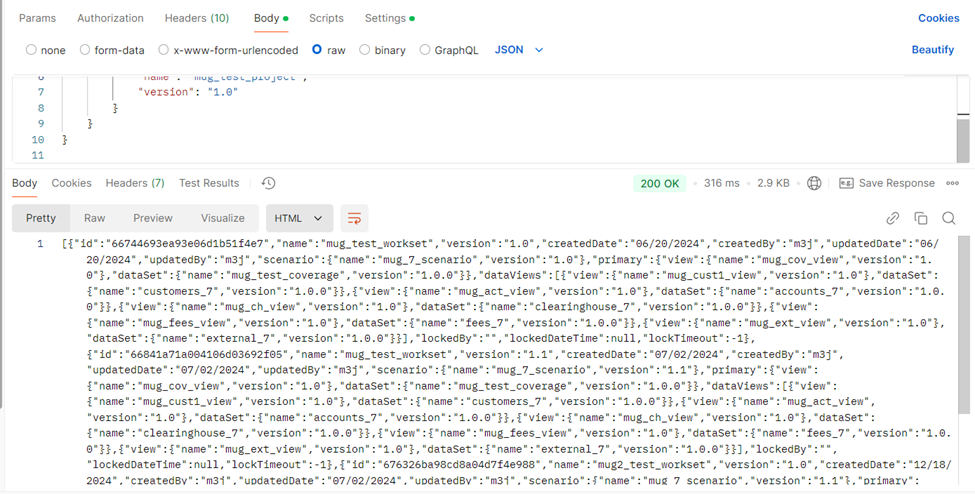 Params Authorization Headers (10) Body Scripts Settings Cookies
none form-data x-www-form-urlencoded raw binary GraphQL JSON Beautify
6 "name": "mug_test_project",
7 "version": "1.0"
8 }
9 }
10 }
11
Body Cookies Headers (7) Test Results 200 OK 316 ms 2.9 KB e.g. Save Response
Pretty Raw Preview Visualize HTML
1 [{"id":"66744693ea93e06d1b51f4e7","name":"mug_test_workset","version":"1.0","createdDate":"06/20/2024","createdBy":"m3j","updatedDate":"06/
20/2024","updatedBy":"m3j","scenario":{"name":"mug_7_scenario","version":"1.0"},"primary":{"view":{"name":"mug_cov_view","version":"1.
0"},"dataSet":{"name":"mug_test_coverage","version":"1.0.0"}},"dataViews":[{"view":{"name":"mug_cust1_view","version":"1.0"},"dataSet":
{"name":"customers_7","version":"1.0.0"}},{"view":{"name":"mug_act_view","version":"1.0"},"dataSet":{"name":"accounts_7","version":"1.0.
0"}},{"view":{"name":"mug_ch_view","version":"1.0"},"dataSet":{"name":"clearinghouse_7","version":"1.0.0"}},{"view":
{"name":"mug_fees_view","version":"1.0"},"dataSet":{"name":"fees_7","version":"1.0.0"}},{"view":{"name":"mug_ext_view","version":"1.0"},
"dataSet":{"name":"external_7","version":"1.0.0"}}],"lockedBy":"","lockedDateTime":null,"lockTimeout":-1},
{"id":"66841a71a004106d03692f05","name":"mug_test_workset","version":"1.1","createdDate":"07/02/2024","createdBy":"m3j",
"updatedDate":"07/02/2024","updatedBy":"m3j","scenario":{"name":"mug_7_scenario","version":"1.1"},"primary":{"view":
{"name":"mug_cov_view","version":"1.0"},"dataSet":{"name":"mug_test_coverage","version":"1.0.0"}},"dataViews":[{"view":
{"name":"mug_cust1_view","version":"1.0"},"dataSet":{"name":"customers_7","version":"1.0.0"}},{"view":{"name":"mug_act_view",
"version":"1.0"},"dataSet":{"name":"accounts_7","version":"1.0.0"}},{"view":{"name":"mug_ch_view","version":"1.0"},"dataSet":
{"name":"clearinghouse_7","version":"1.0.0"}},{"view":{"name":"mug_fees_view","version":"1.0"},"dataSet":{"name":"fees_7","version":"1.0.
0"}},{"view":{"name":"mug_ext_view","version":"1.0"},"dataSet":{"name":"external_7","version":"1.0.0"}}],"lockedBy":"",
"lockedDateTime":null,"lockTimeout":-1},{"id":"676326ba98cd8a04d7f4e988","name":"mug2_test_workset","version":"1.0","createdDate":"12/18/
2024","createdBy":"m3j","updatedDate":"07/02/2024","updatedBy":"m3j","scenario":{"name":"mug_7_scenario","version":"1.1"},"primary":